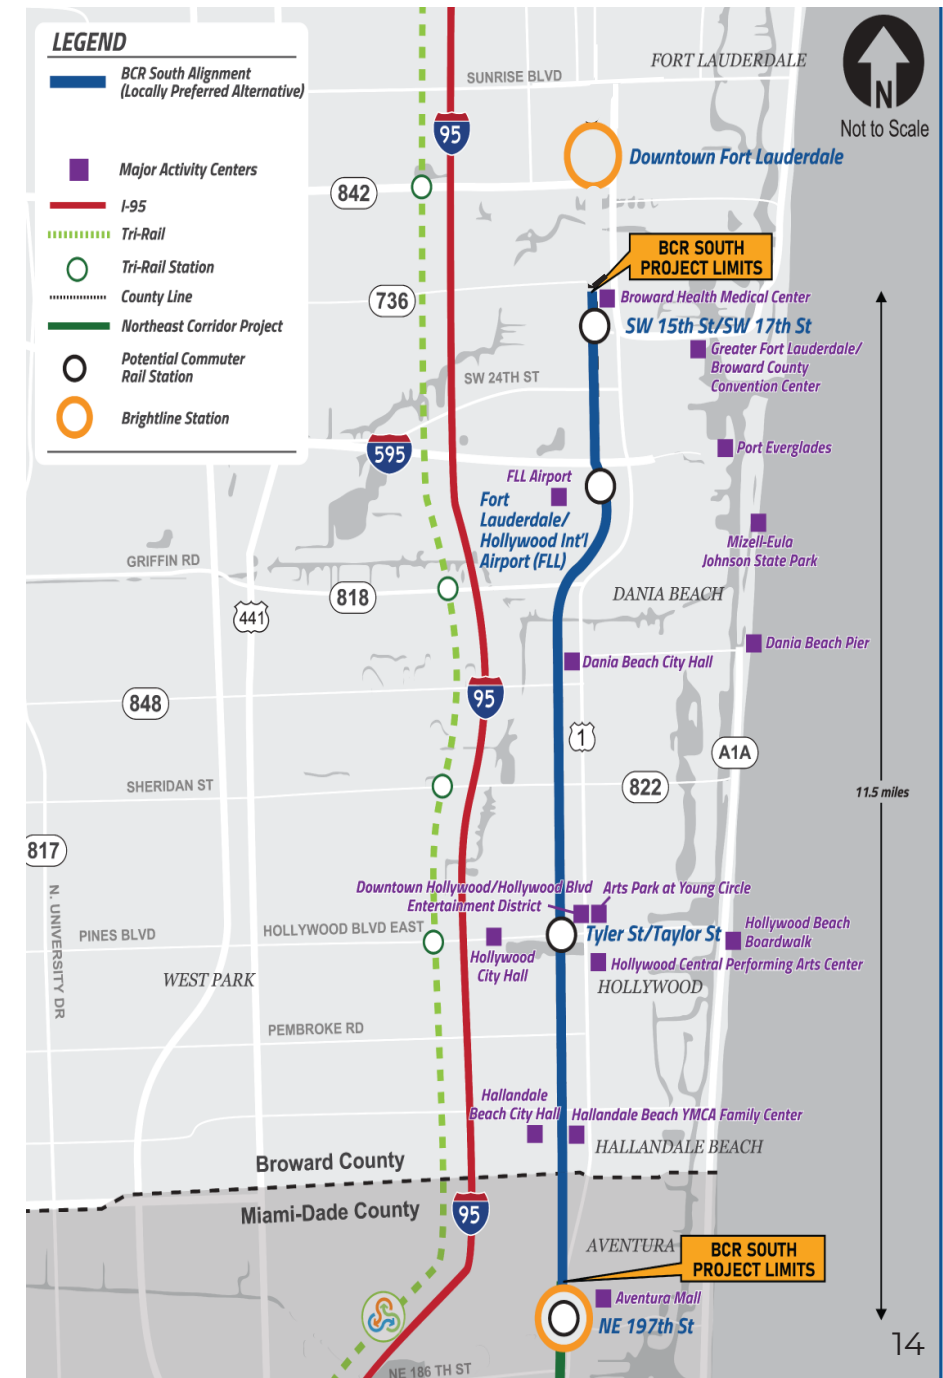 LEGEND
BCR South Alignment
(Locally Preferred Alternative)
Major Activity Centers
I-95
Tri-Rail
Tri-Rail Station
County Line
Northeast Corridor Project
Potential Commuter
Rail Station
Brightline Station
FORT LAUDERDALE
SUNRISE BLVD
N
Not to Scale
95
Downtown Fort Lauderdale
842
BCR SOUTH
PROJECT LIMITS
736
Broward Health Medical Center
SW 15th St/SW 17th St
Greater Fort Lauderdale/
Broward County
Convention Center
SW 24TH ST
595
Port Everglades
FLL Airport
Fort
Lauderdale/
Hollywood Int'l
Airport (FLL)
Mizell-Eula
Johnson State Park
GRIFFIN RD
818
DANIA BEACH
441
Dania Beach Pier
Dania Beach City Hall
95
848
1
A1A
SHERIDAN ST
822
11.5 miles
817
Downtown Hollywood/Hollywood Blvd
Entertainment District
Arts Park at Young Circle
N. UNIVERSITY DR
PINES BLVD
HOLLYWOOD BLVD EAST
Tyler St/Taylor St
Hollywood Beach
Boardwalk
Hollywood
City Hall
Hollywood Central Performing Arts Center
WEST PARK
HOLLYWOOD
PEMBROKE RD
Hallandale
Beach City Hall
Hallandale Beach YMCA Family Center
HALLANDALE BEACH
Broward County
Miami-Dade County
95
AVENTURA
BCR SOUTH
PROJECT LIMITS
Aventura Mall
NE 197th St
14
NE 186 TH ST